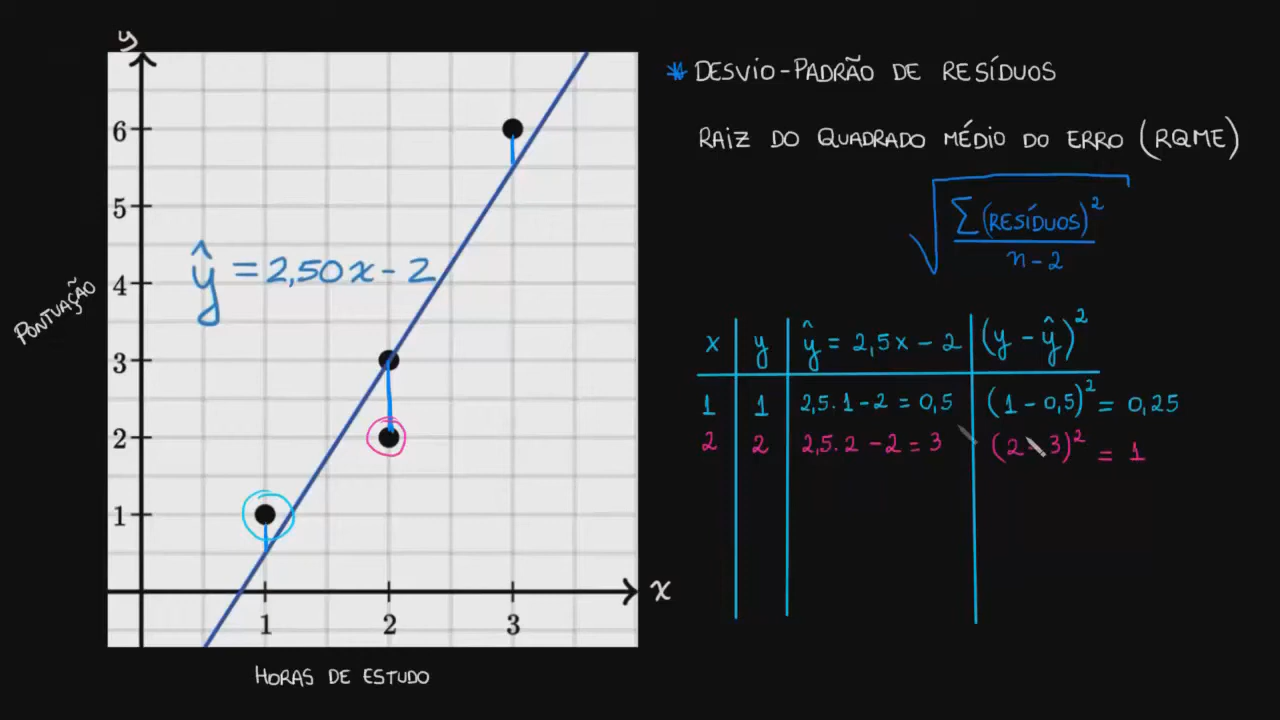 y
6
5
4
3
2
1
1 2 3
x
PONTUAÇÃO
HORAS DE ESTUDO
ŷ = 2,50x - 2
* DESVIO-PADRÃO DE RESÍDUOS
RAIZ DO QUADRADO MÉDIO DO ERRO (RQME)
√
∑(RESÍDUOS)²
n - 2
x y ŷ = 2,5x - 2 (y - ŷ)²
1 1 2,5.1 - 2 = 0,5 (1 - 0,5)² = 0,25
2 2 2,5.2 - 2 = 3 (2 - 3)² = 1